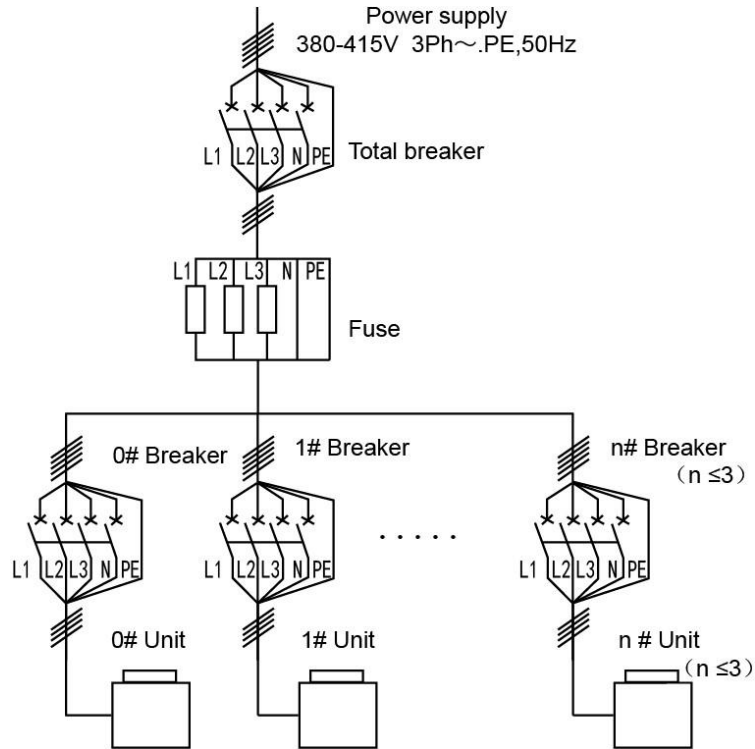 Power supply
380-415V 3Ph～.PE,50Hz
L1 L2 L3 N PE
Total breaker
L1 L2 L3 N PE
Fuse
0# Breaker
1# Breaker
n# Breaker
（n ≤3）
L1 L2 L3 N PE
L1 L2 L3 N PE
. . . . .
L1 L2 L3 N PE
0# Unit
1# Unit
n # Unit
（n ≤3）